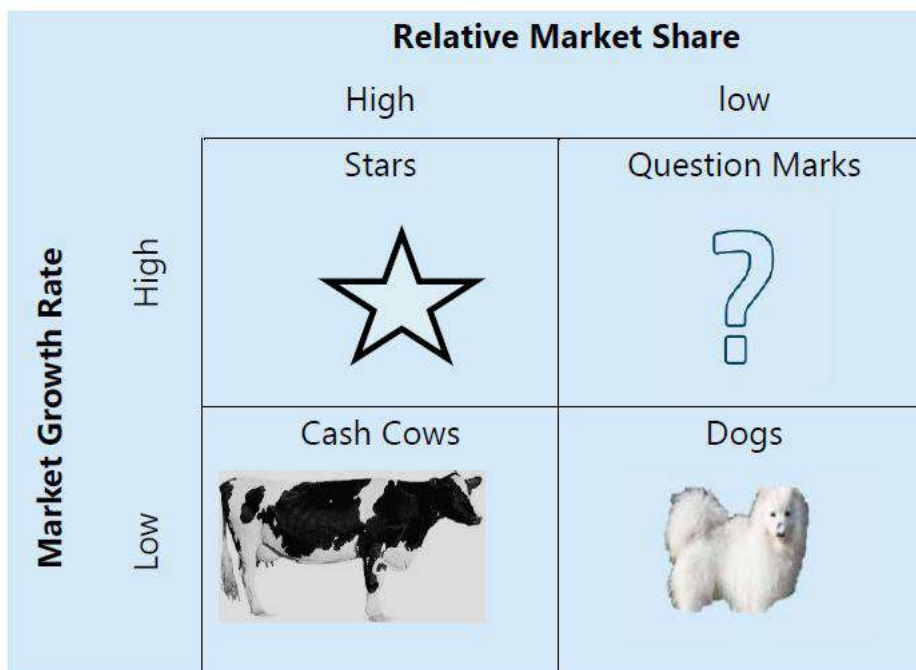 Relative Market Share
High low
Market Growth Rate
High
Stars Question Marks
?
Low
Cash Cows Dogs